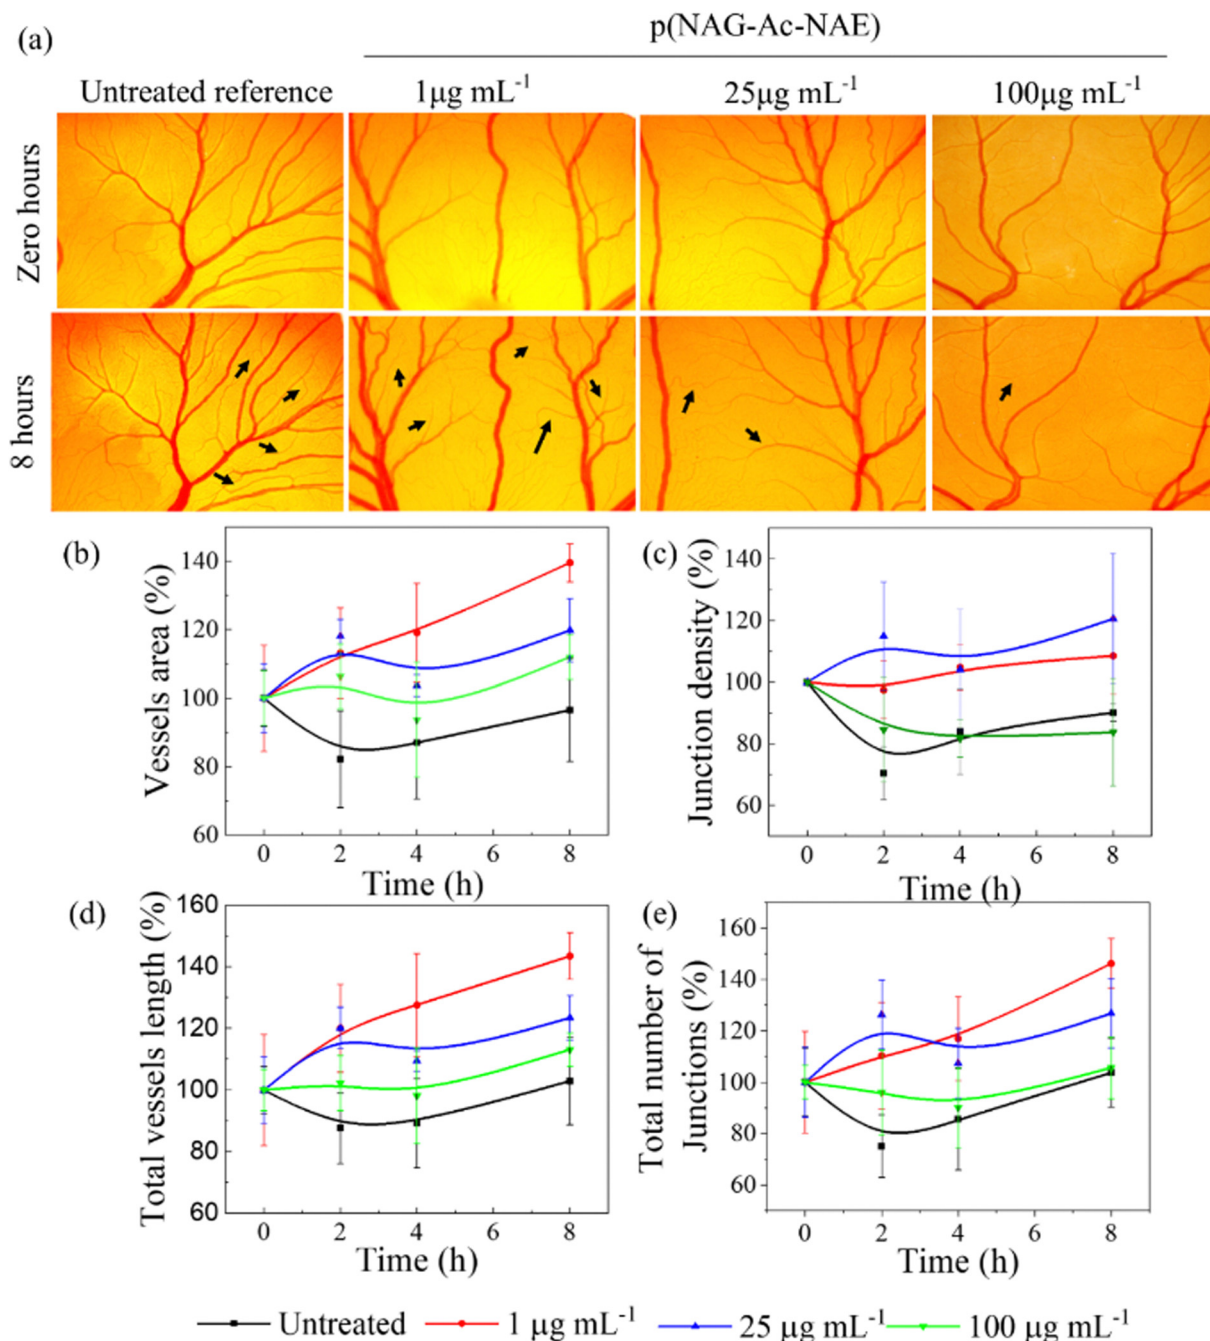 (a)
p(NAG-Ac-NAE)
Untreated reference 1μg mL⁻¹ 25μg mL⁻¹ 100μg mL⁻¹
Zero hours
8 hours
(b)
Vessels area (%)
140
120
100
80
60
0 2 4 6 8
Time (h)
(c)
Junction density (%)
140
120
100
80
60
0 2 4 6 8
Time (h)
(d)
Total vessels length (%)
160
140
120
100
80
60
0 2 4 6 8
Time (h)
(e)
Total number of
Junctions (%)
160
140
120
100
80
60
0 2 4 6 8
Time (h)
Untreated 1 μg mL⁻¹ 25 μg mL⁻¹ 100 μg mL⁻¹